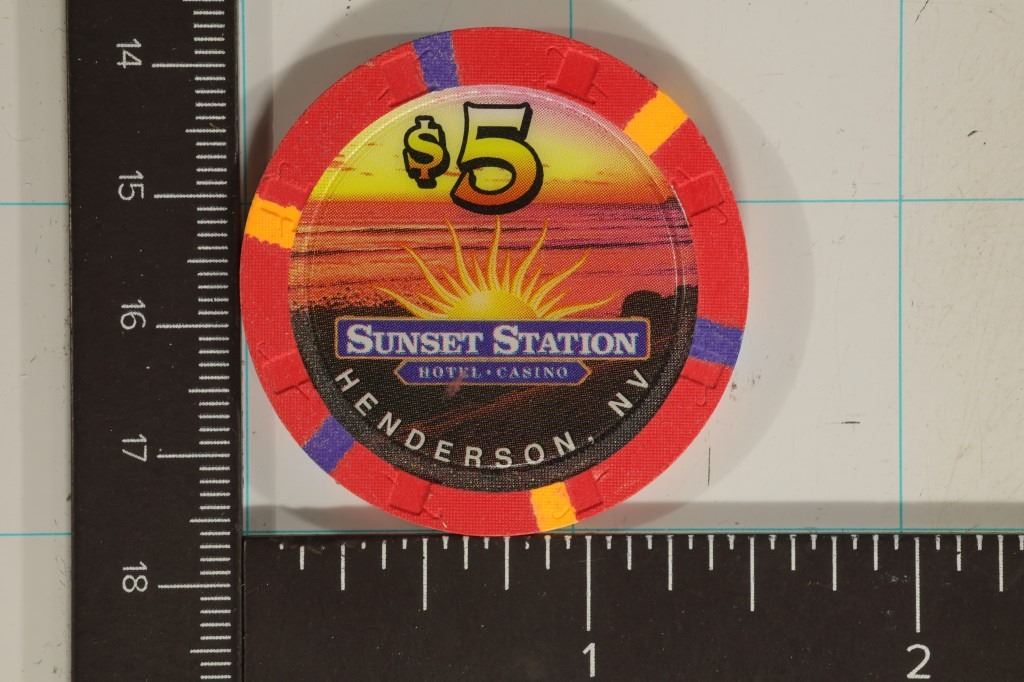 $5
SUNSET STATION
HOTEL • CASINO
HENDERSON, NV
14
15
16
17
18
1
2